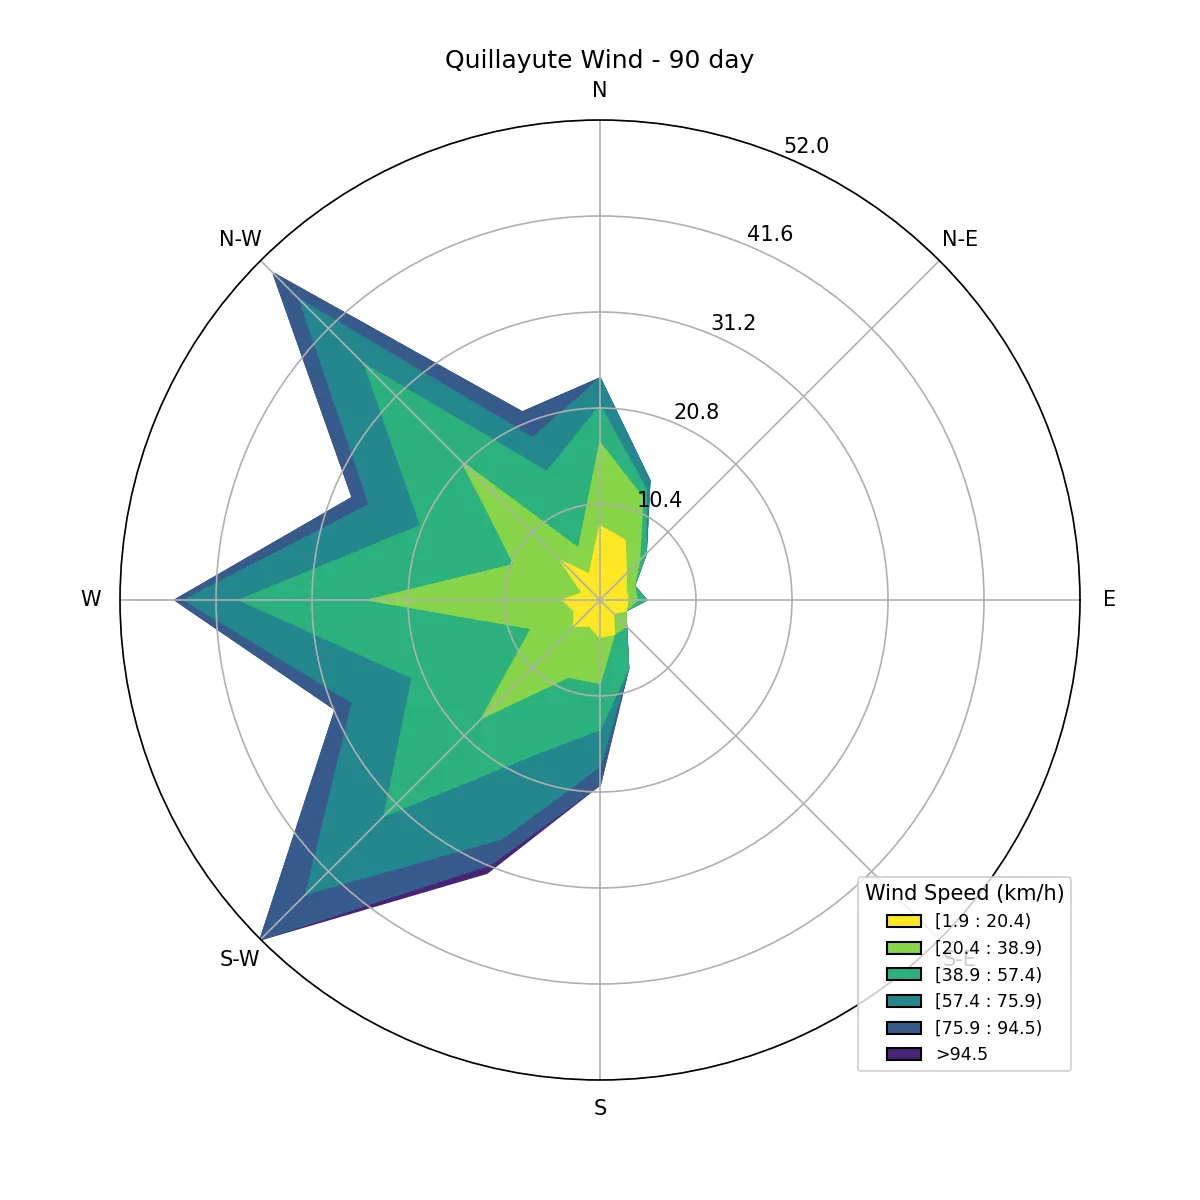 Quillayute Wind - 90 day
N
52.0
N-W
41.6
N-E
31.2
20.8
10.4
W
E
Wind Speed (km/h)
[1.9 : 20.4)
[20.4 : 38.9)
S-W
S-E
[38.9 : 57.4)
[57.4 : 75.9)
[75.9 : 94.5)
>94.5
S